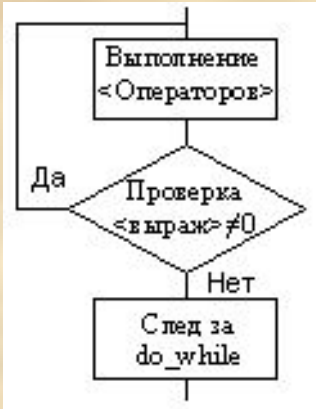 Выполнение
<Операторов>
Да
Проверка
<выраж>≠0
Нет
След за
do_while